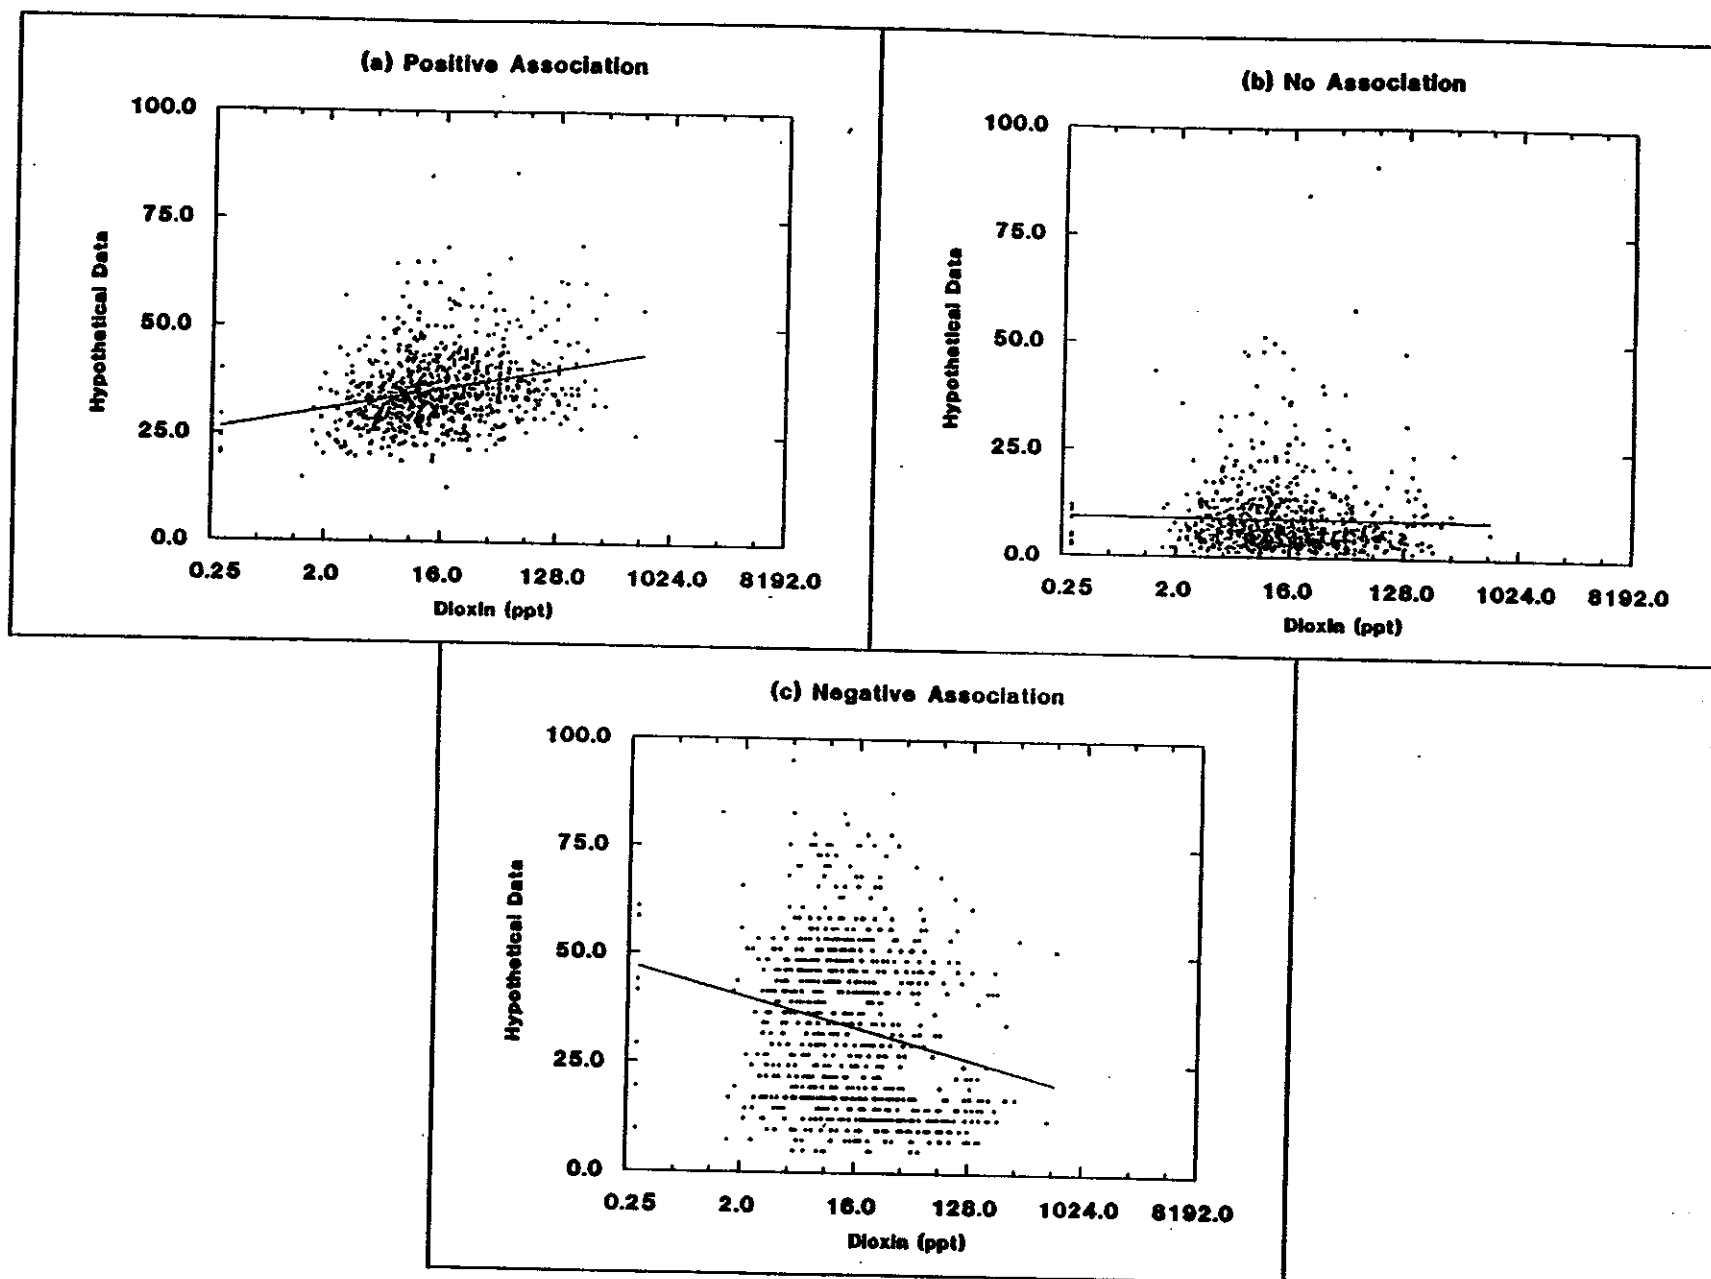 (a) Positive Association
100.0
75.0
50.0
25.0
0.0
Hypothetical Data
0.25 2.0 16.0 128.0 1024.0 8192.0
Dioxin (ppt)
(b) No Association
100.0
75.0
50.0
25.0
0.0
Hypothetical Data
0.25 2.0 16.0 128.0 1024.0 8192.0
Dioxin (ppt)
(c) Negative Association
100.0
75.0
50.0
25.0
0.0
Hypothetical Data
0.25 2.0 16.0 128.0 1024.0 8192.0
Dioxin (ppt)